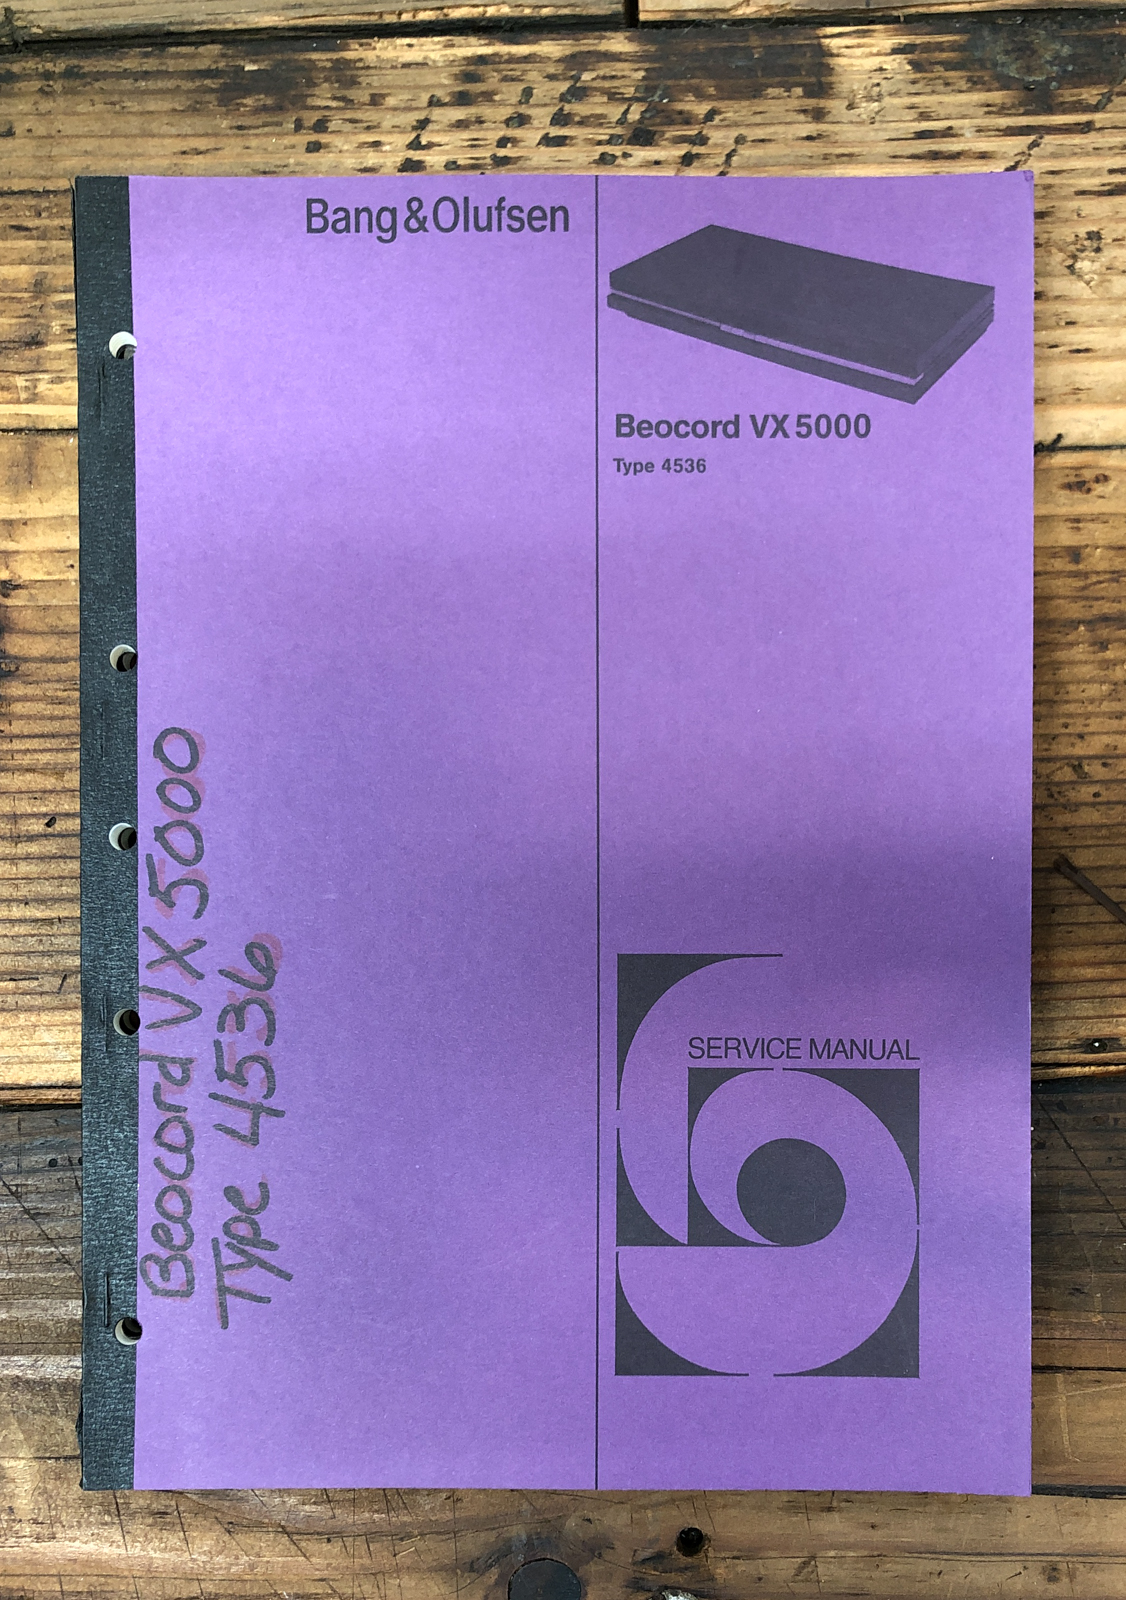 Bang&Olufsen
Beocord VX 5000
Type 4536
SERVICE MANUAL
Beocord VX 5000
Type 4536